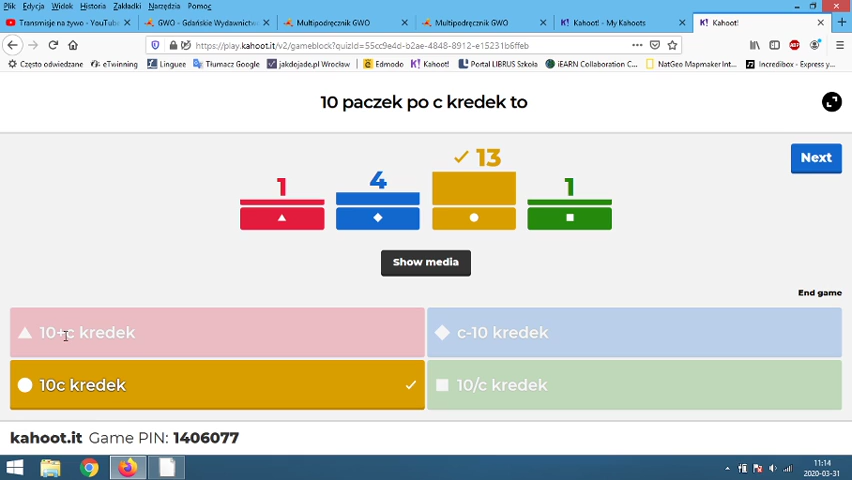 Plik Edycja Widok Historia Zakładki Narzędzia Pomoc
Transmisje na żywo - YouTube
GWO - Gdańskie Wydawnictwo
Multipodręcznik GWO
Multipodręcznik GWO
Kahoot! - My Kahoots
Kahoot!
https://play.kahoot.it/v2/gameblock?quizId=55cc9e4d-b2ae-4848-8912-e15231b6ffeb
Często odwiedzane
eTwinning
Linguee
Tłumacz Google
jakdojade.pl Wrocław
Edmodo
Kahoot!
Portal LIBRUS Szkoła
iEARN Collaboration C...
NatGeo Mapmaker Int...
Incredibox - Express y...
10 paczek po c kredek to
Next
1
4
13
1
Show media
End game
10+c kredek
c-10 kredek
10c kredek
10/c kredek
kahoot.it Game PIN: 1406077
11:14
2020-03-31